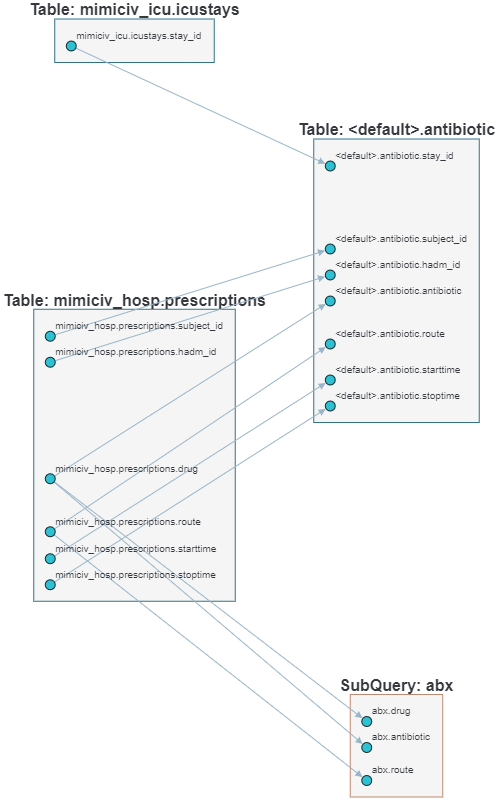 Table: mimiciv_icu.icustays
mimiciv_icu.icustays.stay_id
Table: <default>.antibiotic
<default>.antibiotic.stay_id
<default>.antibiotic.subject_id
<default>.antibiotic.hadm_id
<default>.antibiotic.antibiotic
<default>.antibiotic.route
<default>.antibiotic.starttime
<default>.antibiotic.stoptime
Table: mimiciv_hosp.prescriptions
mimiciv_hosp.prescriptions.subject_id
mimiciv_hosp.prescriptions.hadm_id
mimiciv_hosp.prescriptions.drug
mimiciv_hosp.prescriptions.route
mimiciv_hosp.prescriptions.starttime
mimiciv_hosp.prescriptions.stoptime
SubQuery: abx
abx.drug
abx.antibiotic
abx.route